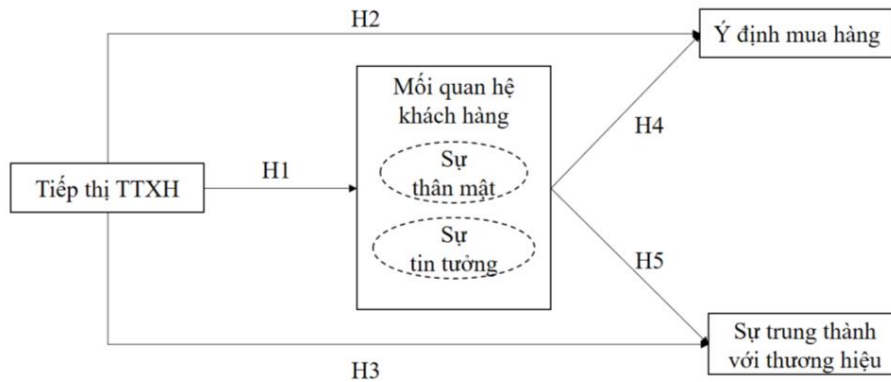 H2
Ý định mua hàng
Mối quan hệ
khách hàng
H4
Sự
thân mật
H1
Tiếp thị TTXH
Sự
tin tưởng
H5
Sự trung thành
với thương hiệu
H3